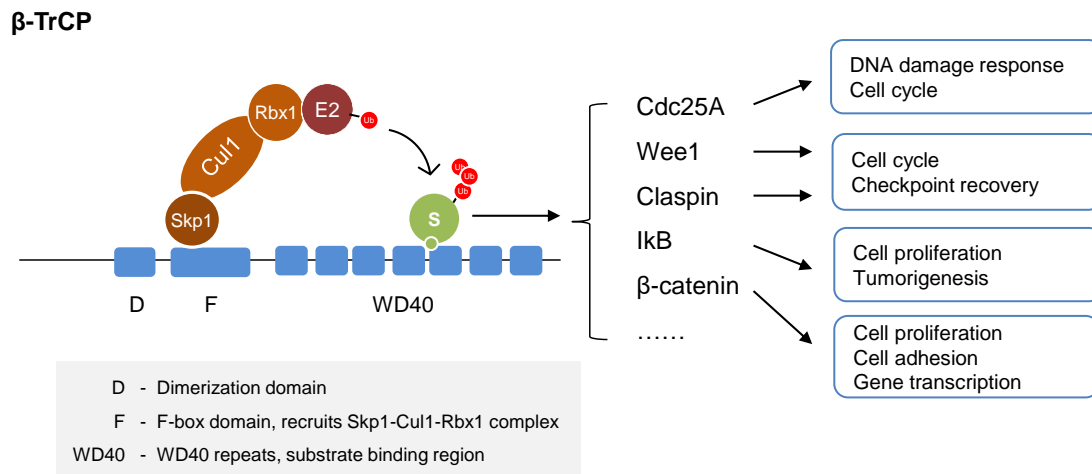 β-TrCP
Rbx1
E2
Ub
Cul1
Skp1
Ub
Ub
Ub
S
D
F
WD40
Cdc25A
Wee1
Claspin
IkB
β-catenin
......
DNA damage response
Cell cycle
Cell cycle
Checkpoint recovery
Cell proliferation
Tumorigenesis
Cell proliferation
Cell adhesion
Gene transcription
D - Dimerization domain
F - F-box domain, recruits Skp1-Cul1-Rbx1 complex
WD40 - WD40 repeats, substrate binding region